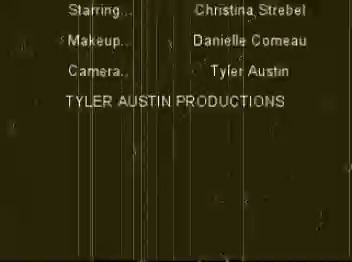 Starring... Christina Strebel
Makeup... Danielle Comeau
Camera... Tyler Austin
TYLER AUSTIN PRODUCTIONS